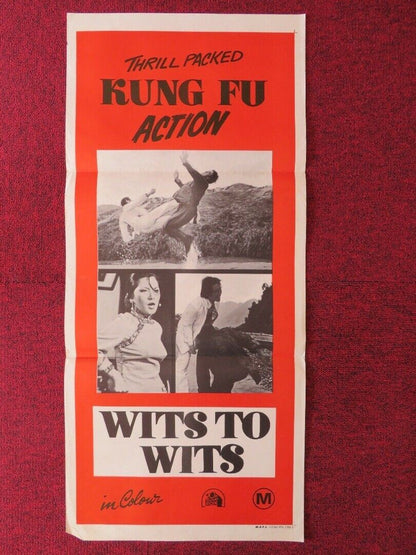 THRILL PACKED
KUNG FU
ACTION
WITS TO
WITS
in Colour
M